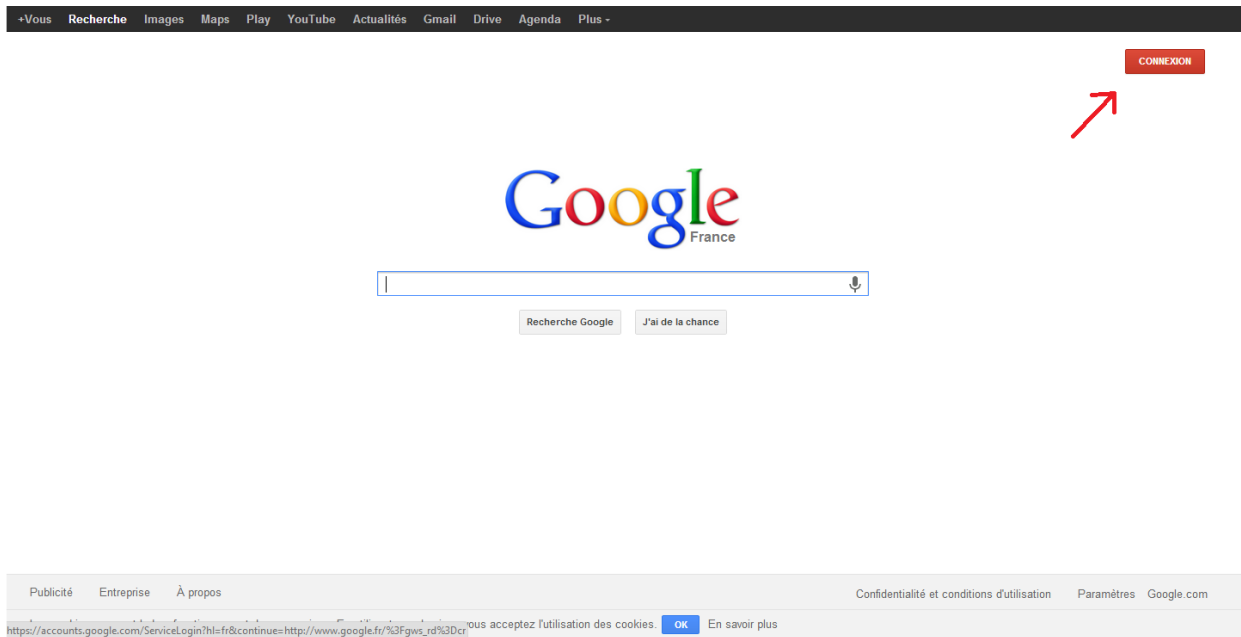 +Vous Recherche Images Maps Play YouTube Actualités Gmail Drive Agenda Plus
CONNEXION
Google
France
Recherche Google J'ai de la chance
Publicité Entreprise À propos Confidentialité et conditions d'utilisation Paramètres Google.com
vous acceptez l'utilisation des cookies. OK En savoir plus
https://accounts.google.com/ServiceLogin?hl=fr&continue=http://www.google.fr/%3Fgws_rd%3Dcr